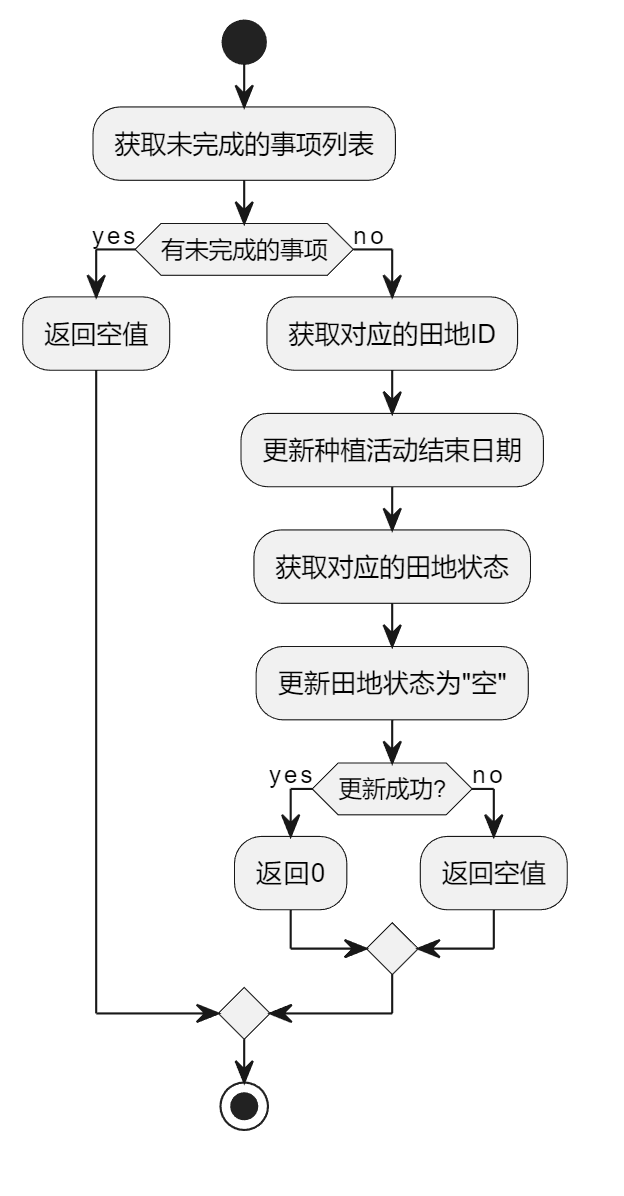 获取未完成的事项列表
yes
有未完成的事项
no
返回空值
获取对应的田地ID
更新种植活动结束日期
获取对应的田地状态
更新田地状态为"空"
yes
更新成功?
no
返回0
返回空值